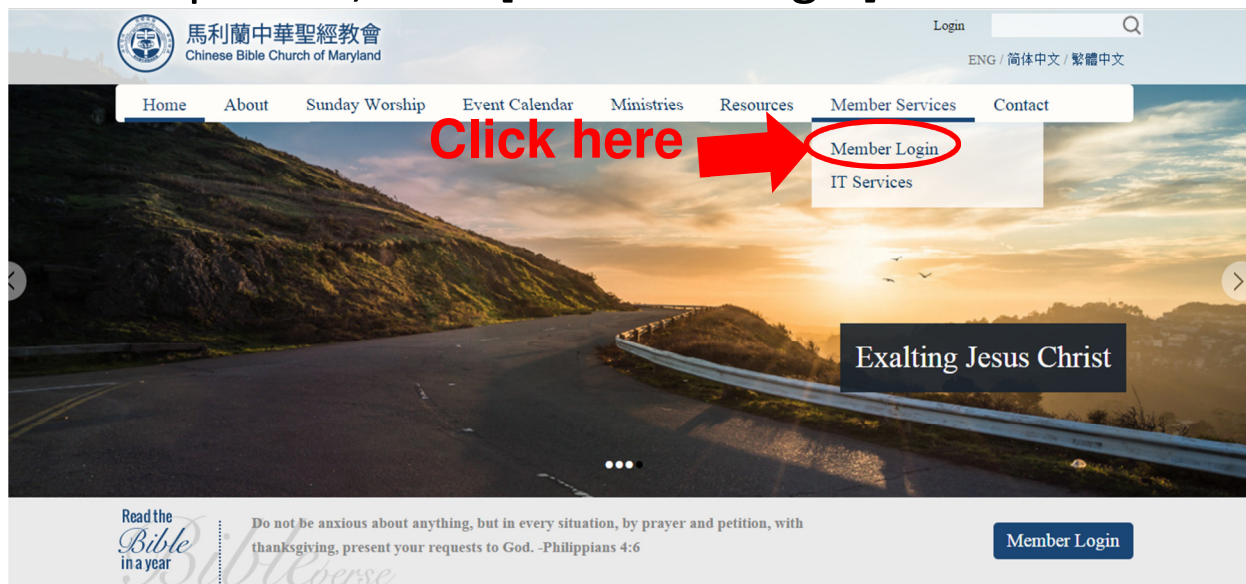 馬利蘭中華聖經教會
Chinese Bible Church of Maryland
Login
ENG / 简体中文 / 繁體中文
Home About Sunday Worship Event Calendar Ministries Resources Member Services Contact
Click here
Member Login
IT Services
Exalting Jesus Christ
Read the
Bible
in a year
Do not be anxious about anything, but in every situation, by prayer and petition, with
thanksgiving, present your requests to God. -Philippians 4:6
Bible
verse
Member Login